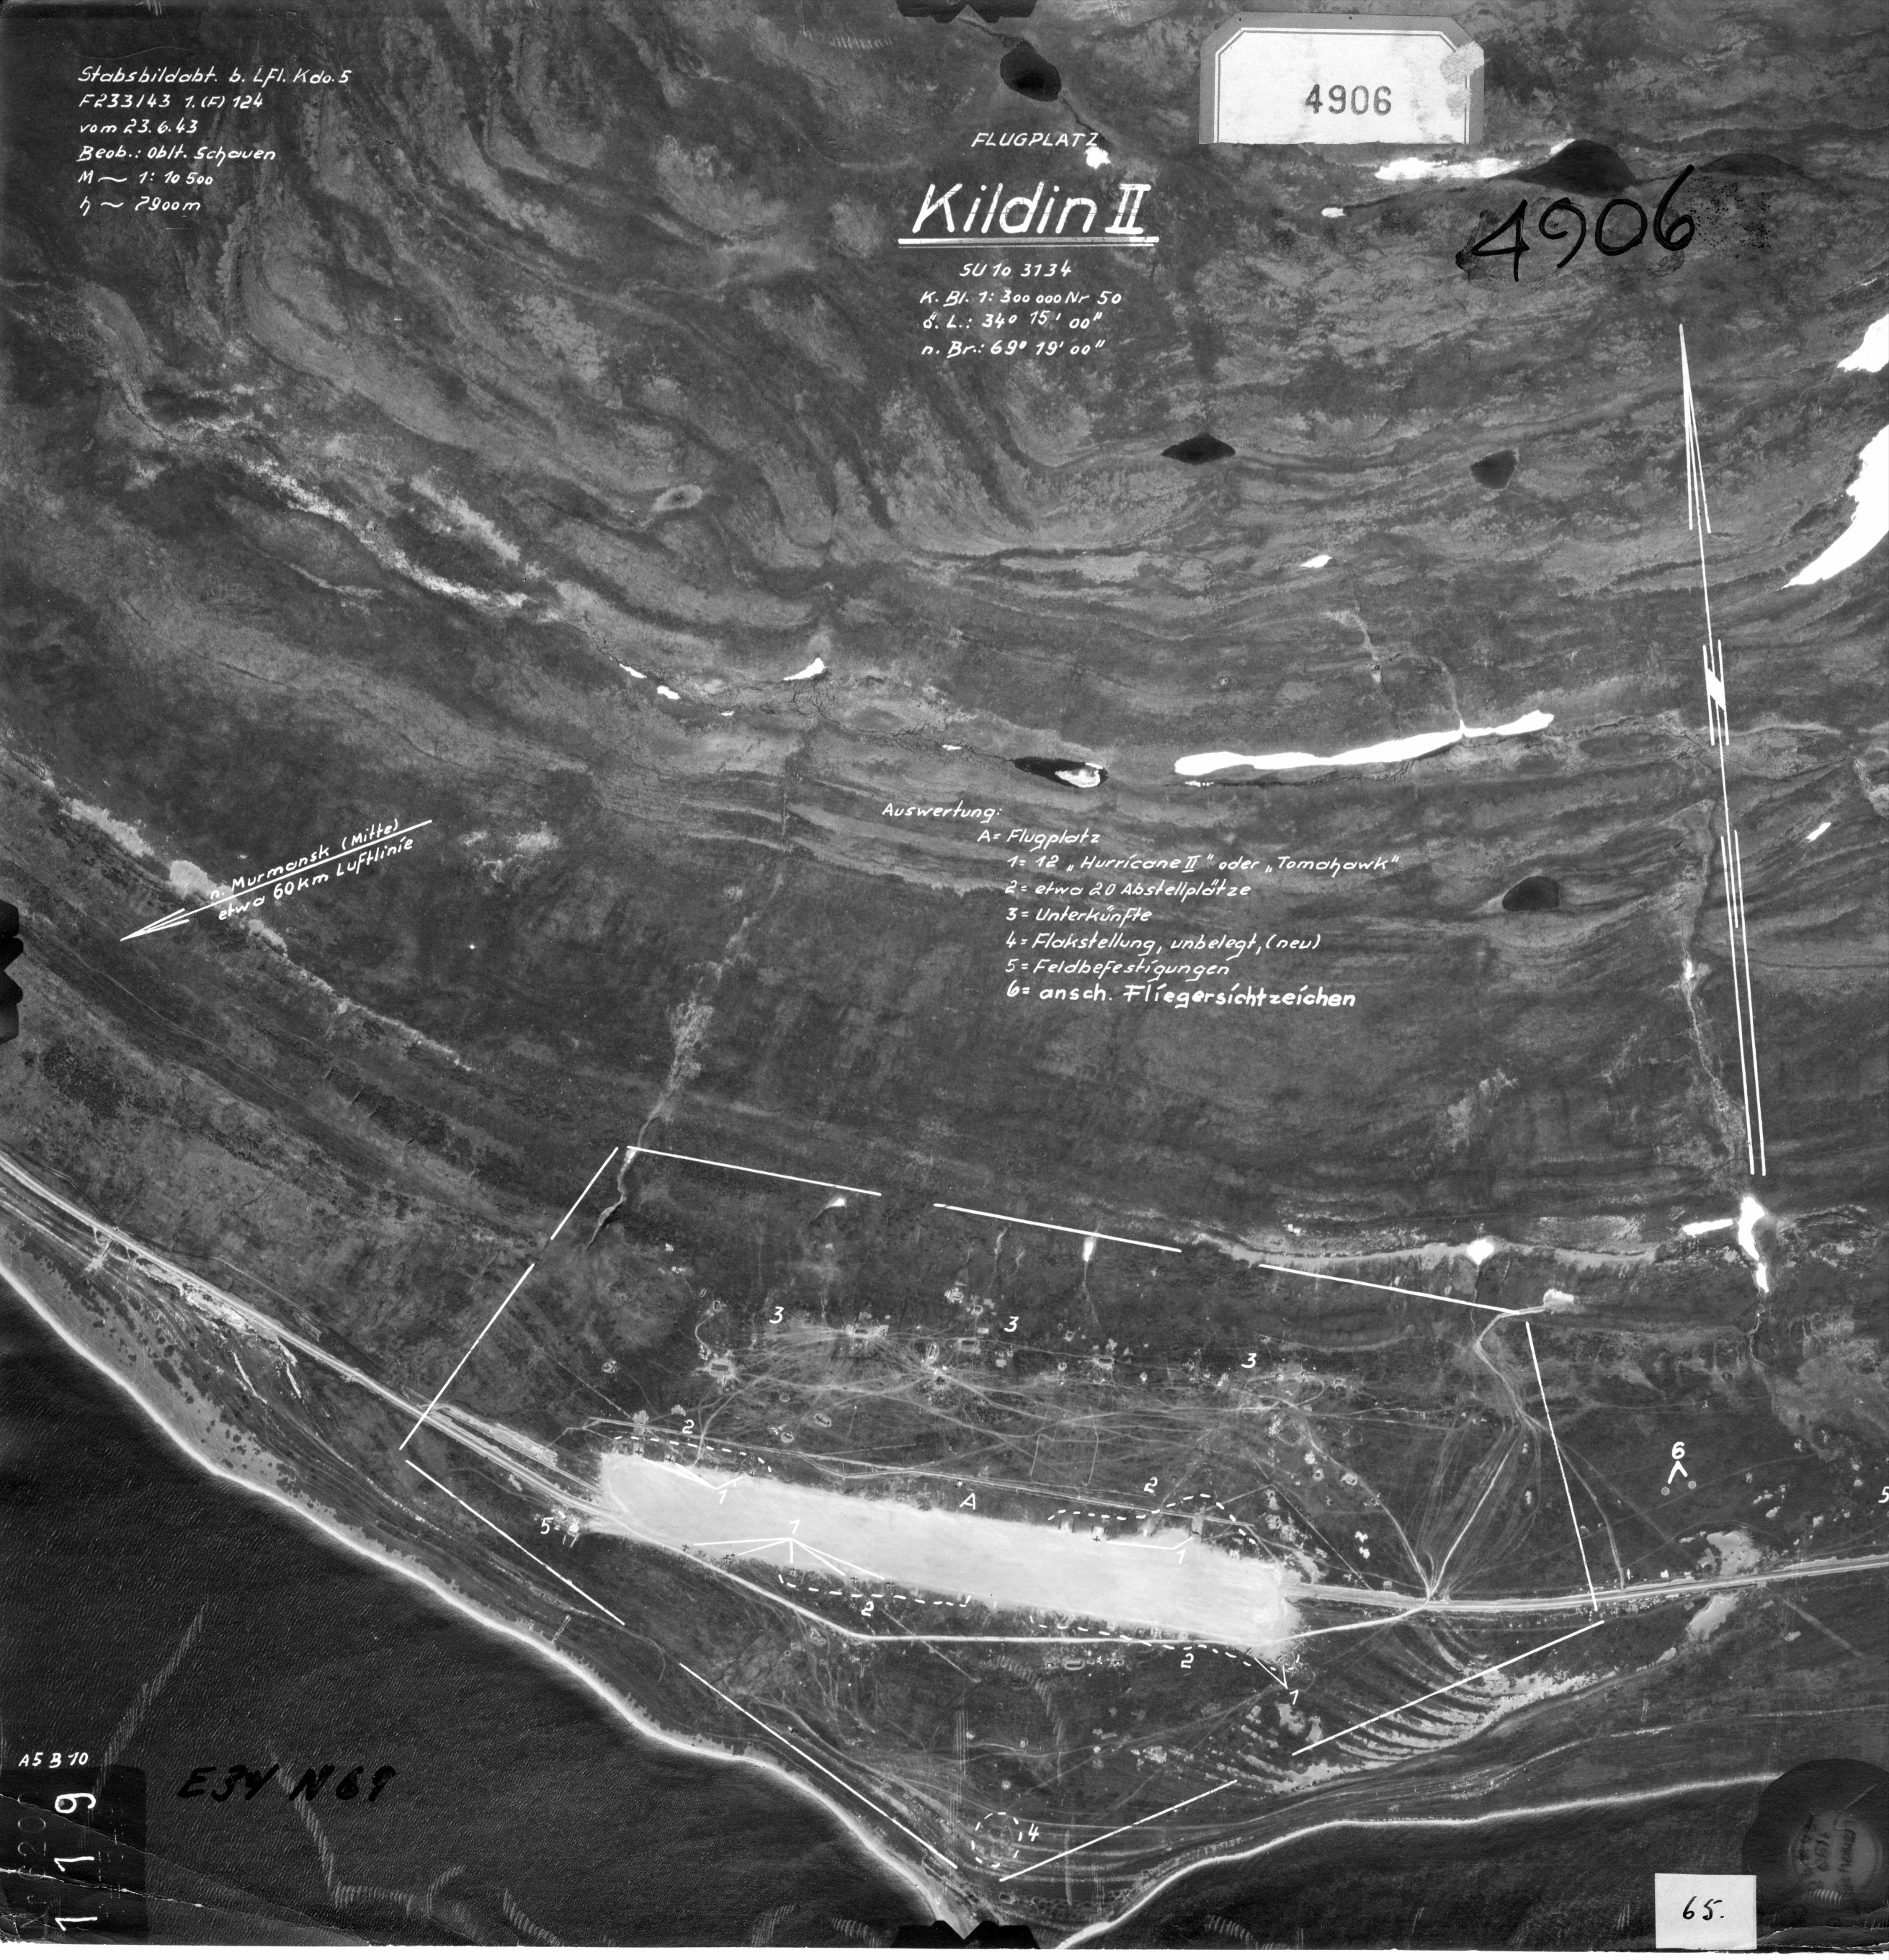 Stabsbildabt. b. Lfl. Kdo. 5
F233/43 1.(F) 124
vom 23.6.43
Beob.: Oblt. Schauen
M ~ 1: 10 500
h ~ 7900m
4906
FLUGPLATZ
Kildin II
SU 10 3134
K. Bl. 1: 300 000 Nr 50
ö. L.: 34° 15' 00"
n. Br.: 69° 19' 00"
4906
N
n. Murmansk (Mitte)
etwa 60km Luftlinie
Auswertung:
A= Flugplatz
1= 12 „Hurricane II" oder „Tomahawk"
2= etwa 20 Abstellplätze
3= Unterkünfte
4= Flakstellung, unbelegt, (neu)
5= Feldbefestigungen
6= ansch. Fliegersichtzeichen
3
3
3
2
6
2
5
1
A
5
1
1
2
2
1
4
A5 B10
E34 N69
119
65.